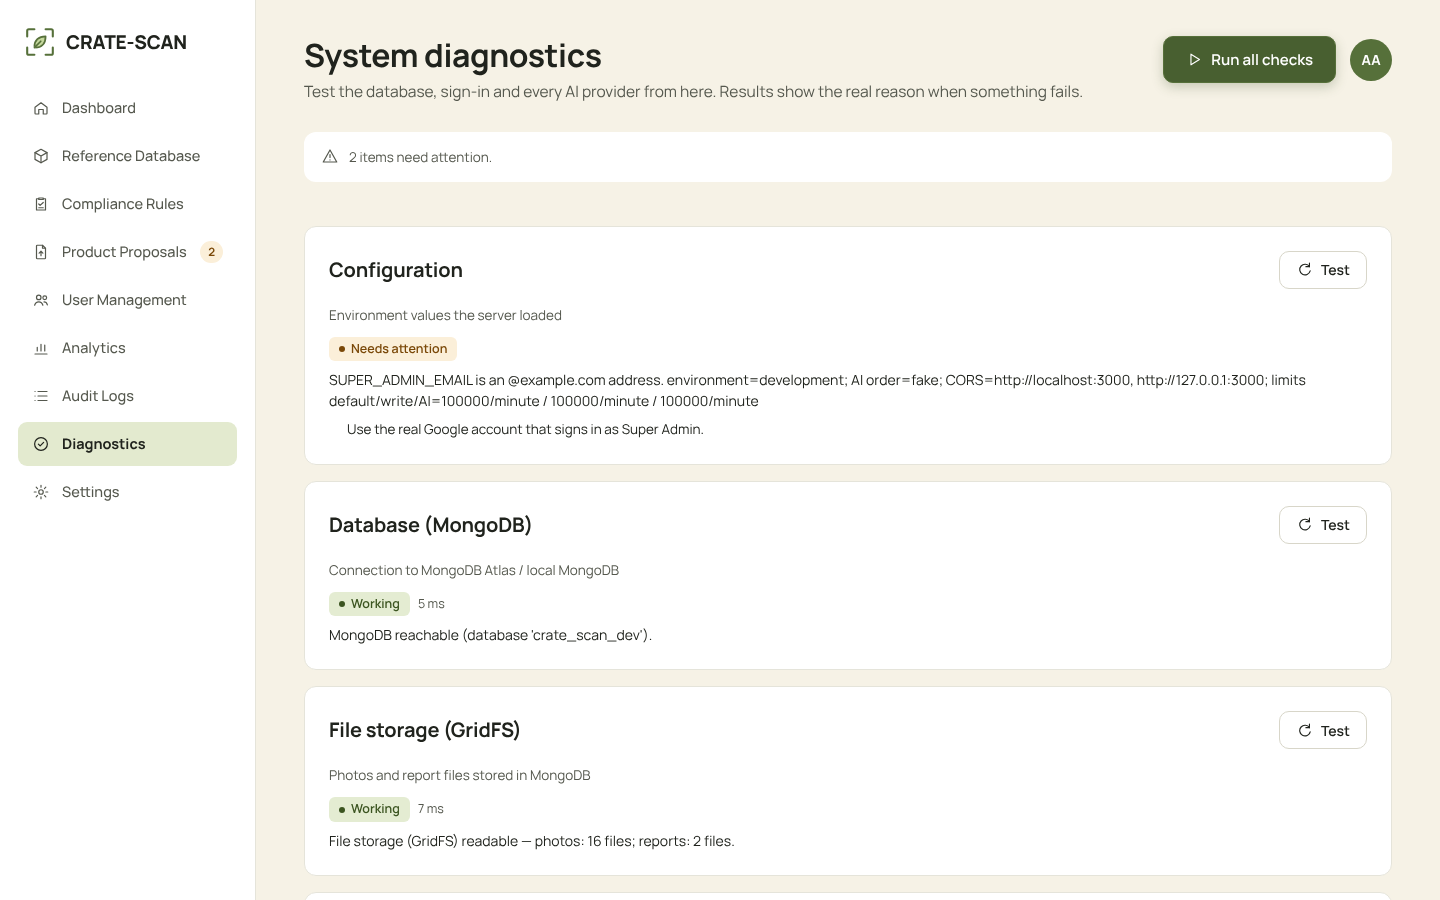 CRATE-SCAN
Dashboard
Reference Database
Compliance Rules
Product Proposals 2
User Management
Analytics
Audit Logs
Diagnostics
Settings
System diagnostics
Test the database, sign-in and every AI provider from here. Results show the real reason when something fails.
Run all checks
AA
2 items need attention.
Configuration
Test
Environment values the server loaded
Needs attention
SUPER_ADMIN_EMAIL is an @example.com address. environment=development; AI order=fake; CORS=http://localhost:3000, http://127.0.0.1:3000; limits
default/write/AI=100000/minute / 100000/minute / 100000/minute
Use the real Google account that signs in as Super Admin.
Database (MongoDB)
Test
Connection to MongoDB Atlas / local MongoDB
Working 5 ms
MongoDB reachable (database 'crate_scan_dev').
File storage (GridFS)
Test
Photos and report files stored in MongoDB
Working 7 ms
File storage (GridFS) readable — photos: 16 files; reports: 2 files.